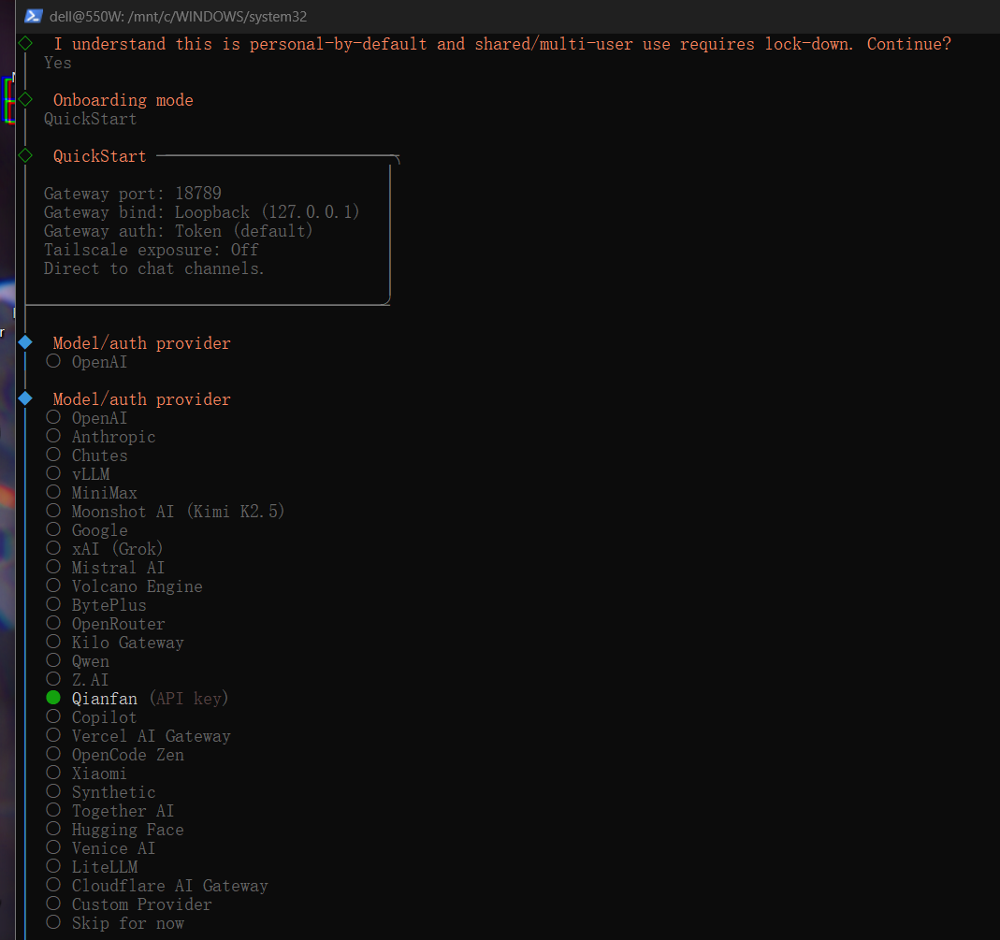 dell@550W: /mnt/c/WINDOWS/system32
I understand this is personal-by-default and shared/multi-user use requires lock-down. Continue?
Yes
Onboarding mode
QuickStart
QuickStart
Gateway port: 18789
Gateway bind: Loopback (127.0.0.1)
Gateway auth: Token (default)
Tailscale exposure: Off
Direct to chat channels.
Model/auth provider
OpenAI
Model/auth provider
OpenAI
Anthropic
Chutes
vLLM
MiniMax
Moonshot AI (Kimi K2.5)
Google
xAI (Grok)
Mistral AI
Volcano Engine
BytePlus
OpenRouter
Kilo Gateway
Qwen
Z.AI
Qianfan (API key)
Copilot
Vercel AI Gateway
OpenCode Zen
Xiaomi
Synthetic
Together AI
Hugging Face
Venice AI
LiteLLM
Cloudflare AI Gateway
Custom Provider
Skip for now